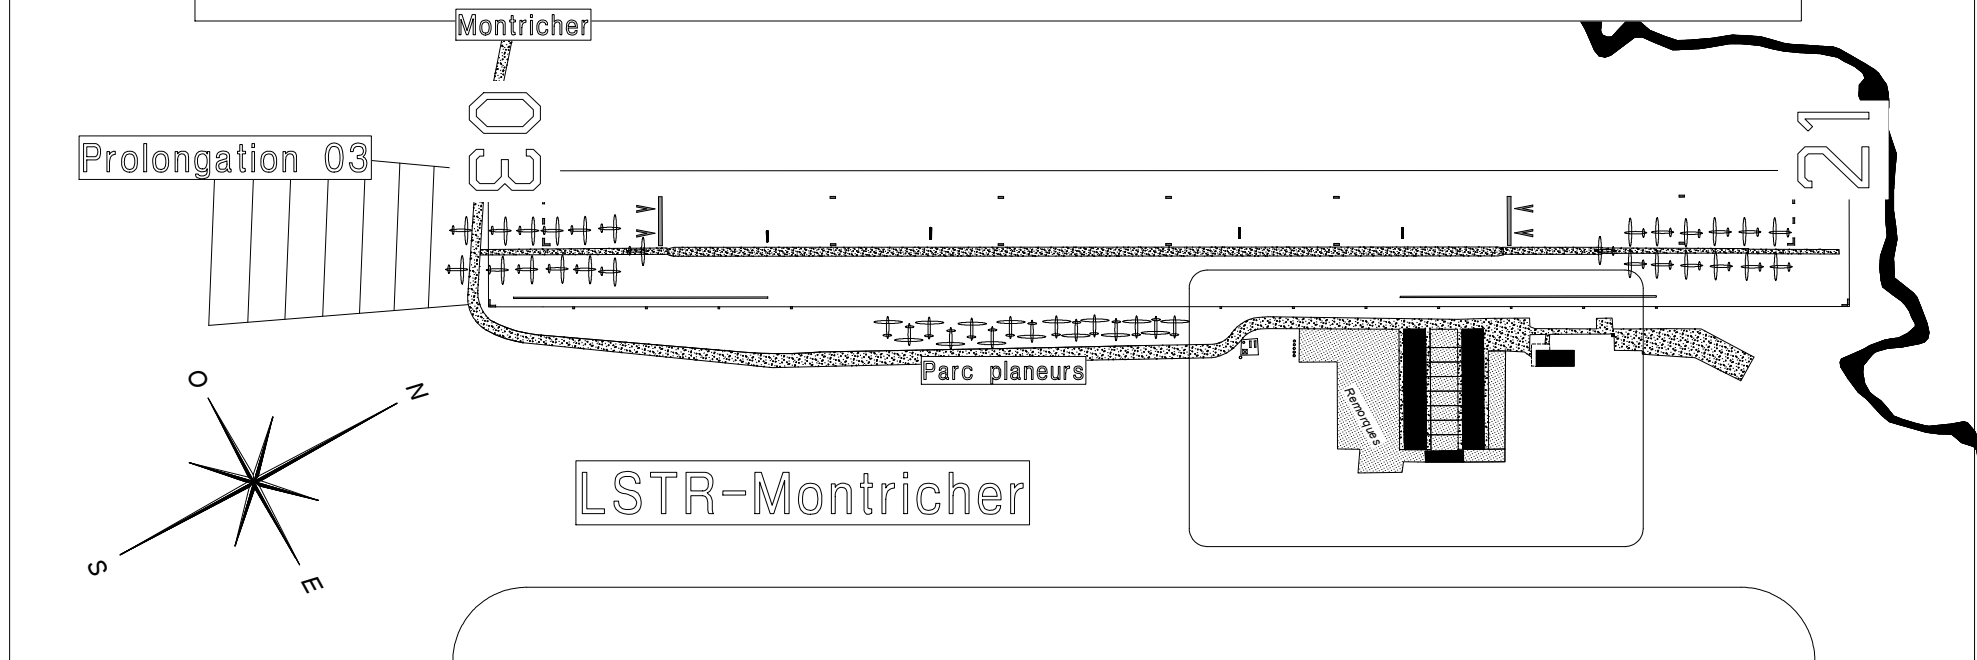 Montricher
03
21
Prolongation 03
Parc planeurs
Remorques
O
N
S
E
LSTR-Montricher